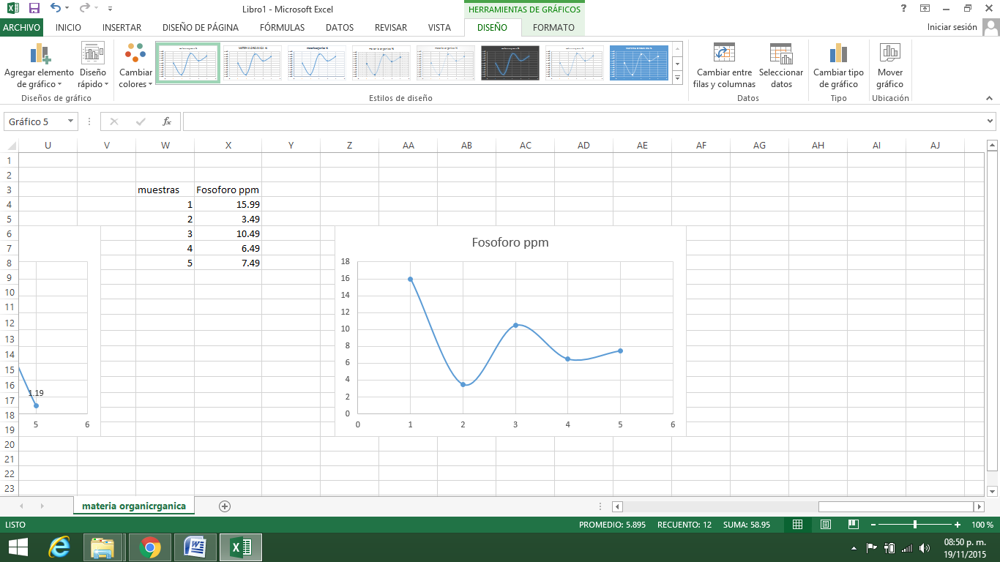 Libro1 - Microsoft Excel
HERRAMIENTAS DE GRÁFICOS
?
ARCHIVO INICIO INSERTAR DISEÑO DE PÁGINA FÓRMULAS DATOS REVISAR VISTA DISEÑO FORMATO Iniciar sesión
Agregar elemento de gráfico
Diseño rápido
Cambiar colores
Cambiar entre filas y columnas
Seleccionar datos
Cambiar tipo de gráfico
Mover gráfico
Diseños de gráfico Estilos de diseño Datos Tipo Ubicación
Gráfico 5 fx
U V W X Y Z AA AB AC AD AE AF AG AH AI AJ
1
2
3 muestras Fosoforo ppm
4 1 15.99
5 2 3.49
6 3 10.49
7 4 6.49
8 5 7.49
9
10
11
12
13
14
15
16
17
18
19
20
21
22
23
1.19
5 6
Fosoforo ppm
18
16
14
12
10
8
6
4
2
0
0 1 2 3 4 5 6
materia organicrganica
LISTO PROMEDIO: 5.895 RECUENTO: 12 SUMA: 58.95 100 %
08:50 p. m.
19/11/2015